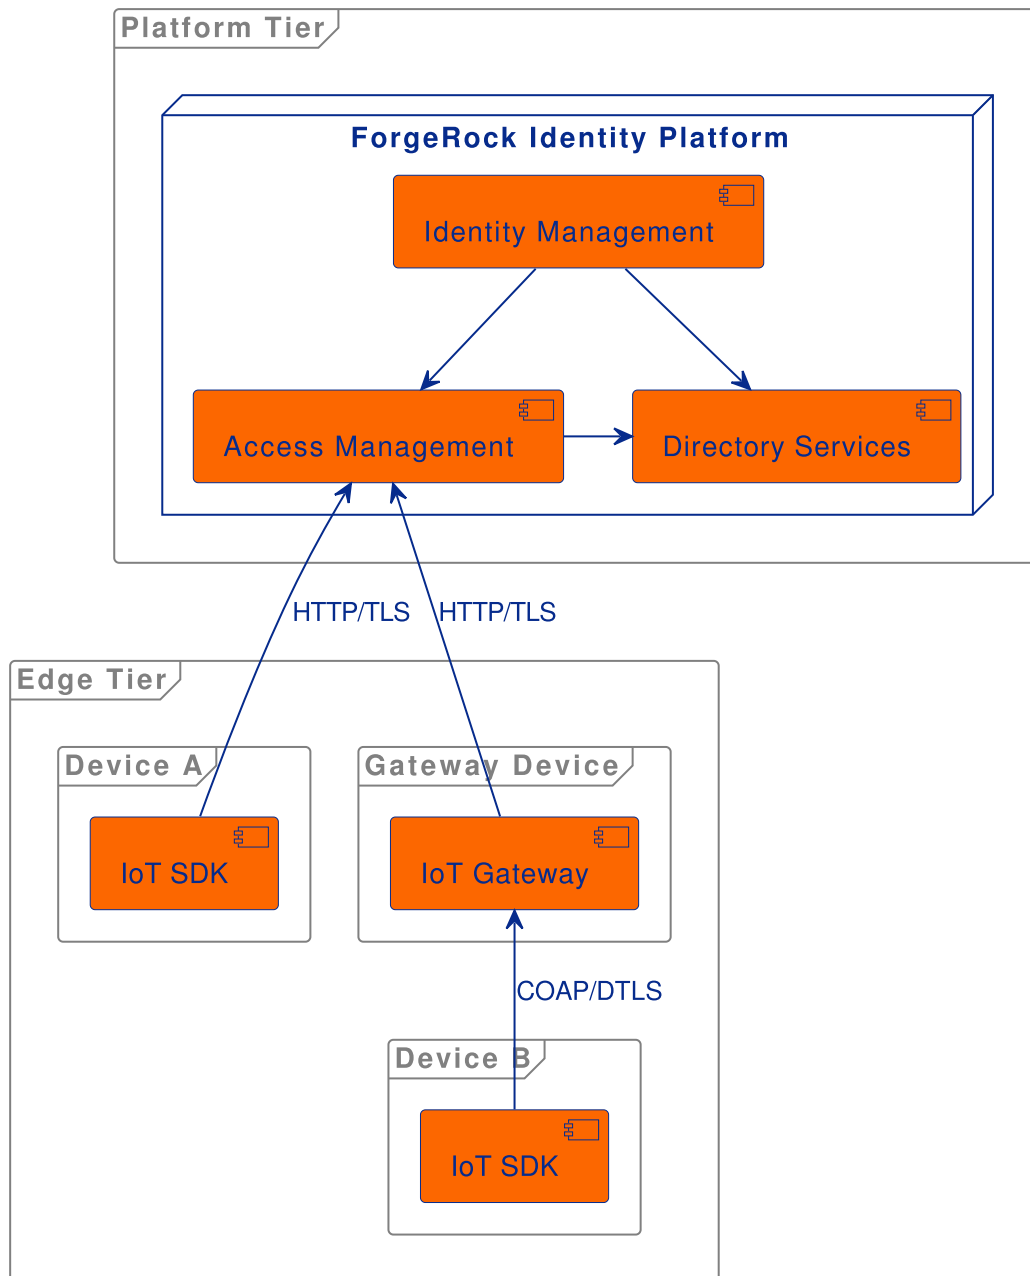 Platform Tier
ForgeRock Identity Platform
Identity Management
Access Management
Directory Services
HTTP/TLS
HTTP/TLS
Edge Tier
Device A
Gateway Device
IoT SDK
IoT Gateway
COAP/DTLS
Device B
IoT SDK